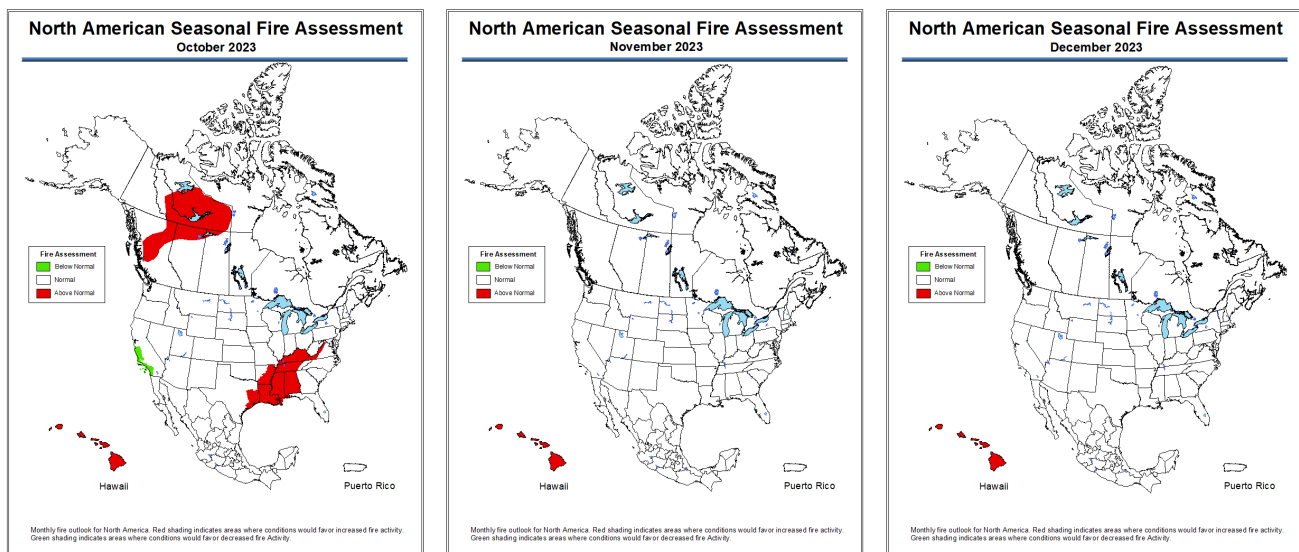 North American Seasonal Fire Assessment
October 2023
Fire Assessment
Below Normal
Normal
Above Normal
Hawaii
Puerto Rico
Monthly fire outlook for North America. Red shading indicates areas where conditions would favor increased fire activity.
Green shading indicates areas where conditions would favor decreased fire Activity.
North American Seasonal Fire Assessment
November 2023
Fire Assessment
Below Normal
Normal
Above Normal
Hawaii
Puerto Rico
Monthly fire outlook for North America. Red shading indicates areas where conditions would favor increased fire activity.
Green shading indicates areas where conditions would favor decreased fire Activity.
North American Seasonal Fire Assessment
December 2023
Fire Assessment
Below Normal
Normal
Above Normal
Hawaii
Puerto Rico
Monthly fire outlook for North America. Red shading indicates areas where conditions would favor increased fire activity.
Green shading indicates areas where conditions would favor decreased fire Activity.